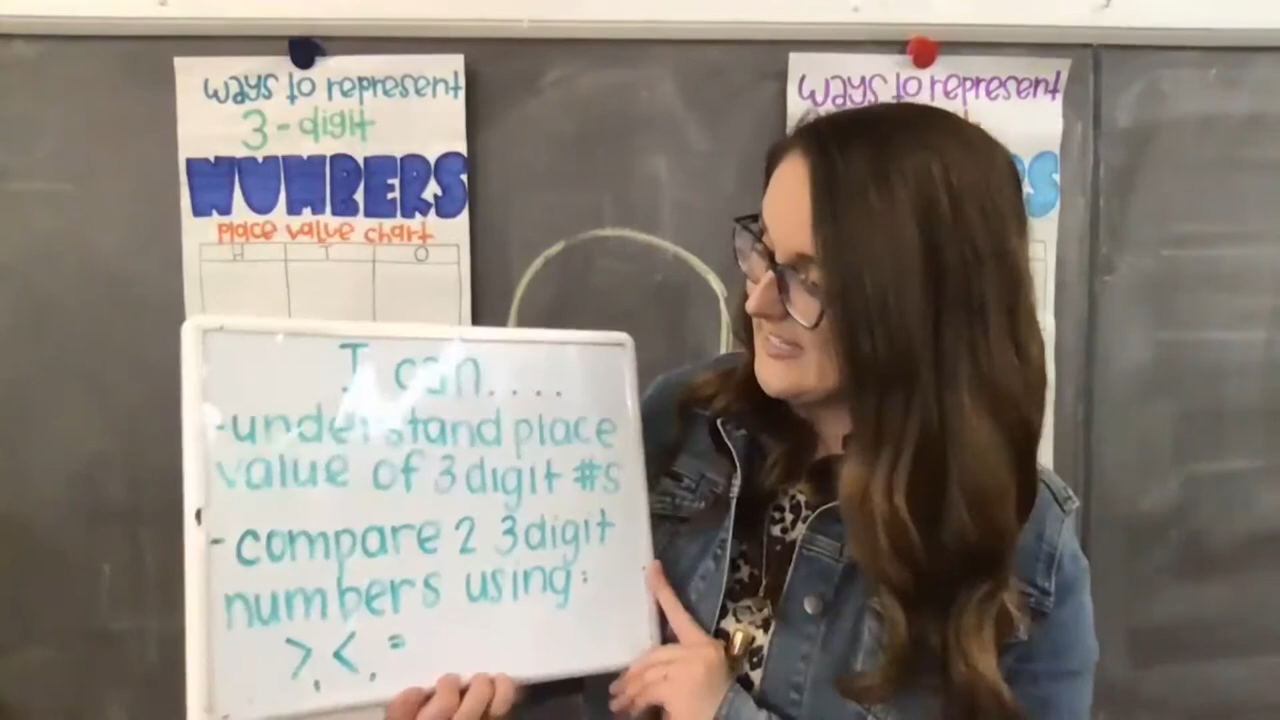 ways to represent
3-digit
NUMBERS
place value chart
H T O
ways to represent
S
I can....
-understand place
value of 3 digit #s
-compare 2 3 digit
numbers using:
>, <, =